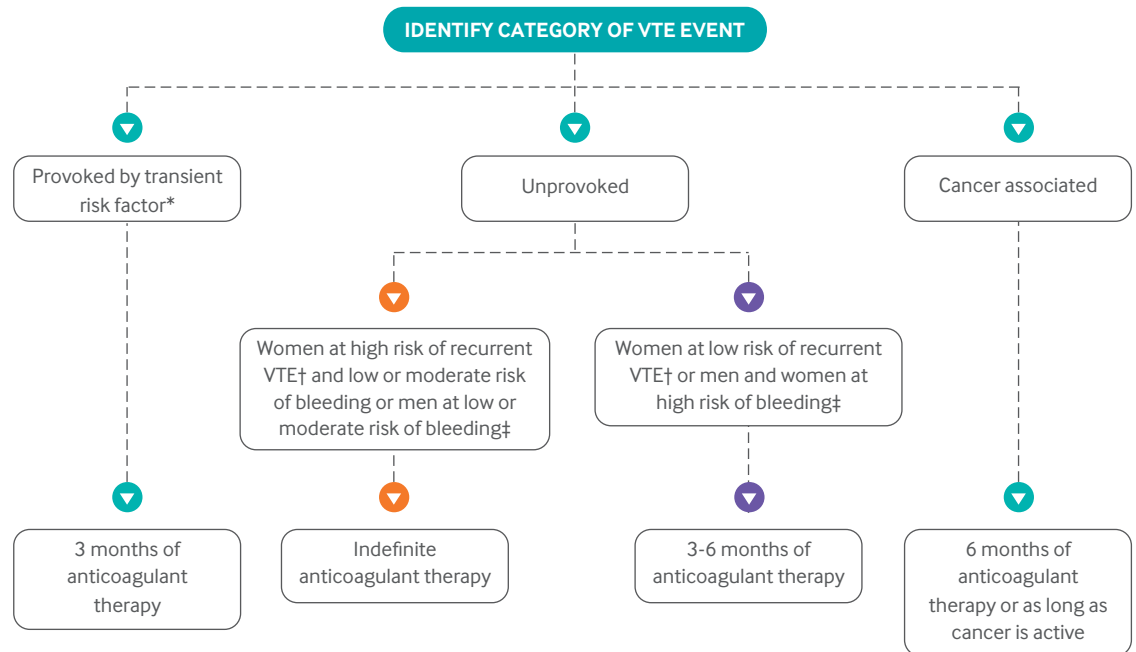 IDENTIFY CATEGORY OF VTE EVENT
Provoked by transient
risk factor*
Unprovoked
Cancer associated
Women at high risk of recurrent
VTE† and low or moderate risk
of bleeding or men at low or
moderate risk of bleeding‡
Women at low risk of recurrent
VTE† or men and women at
high risk of bleeding‡
3 months of
anticoagulant
therapy
Indefinite
anticoagulant therapy
3-6 months of
anticoagulant therapy
6 months of
anticoagulant
therapy or as long as
cancer is active